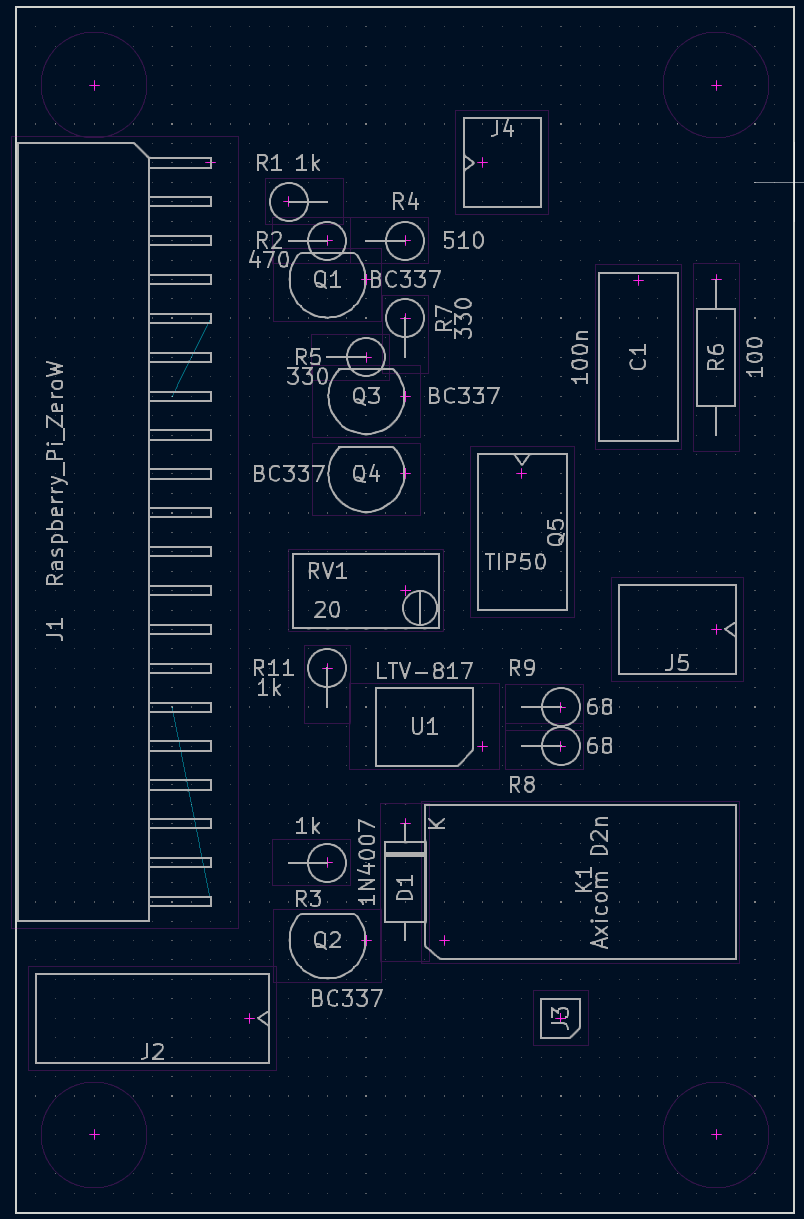 J4
R1 1k
R4
R2
510
470
Q1
BC337
R7
330
R5
330
Q3
BC337
100n
C1
R6
100
J1 Raspberry_Pi_ZeroW
BC337
Q4
Q5
TIP50
RV1
20
J5
R11
1k
LTV-817
R9
U1
68
68
R8
1k
1N4007
K
D1
K1
Axicom D2n
R3
Q2
BC337
J3
J2